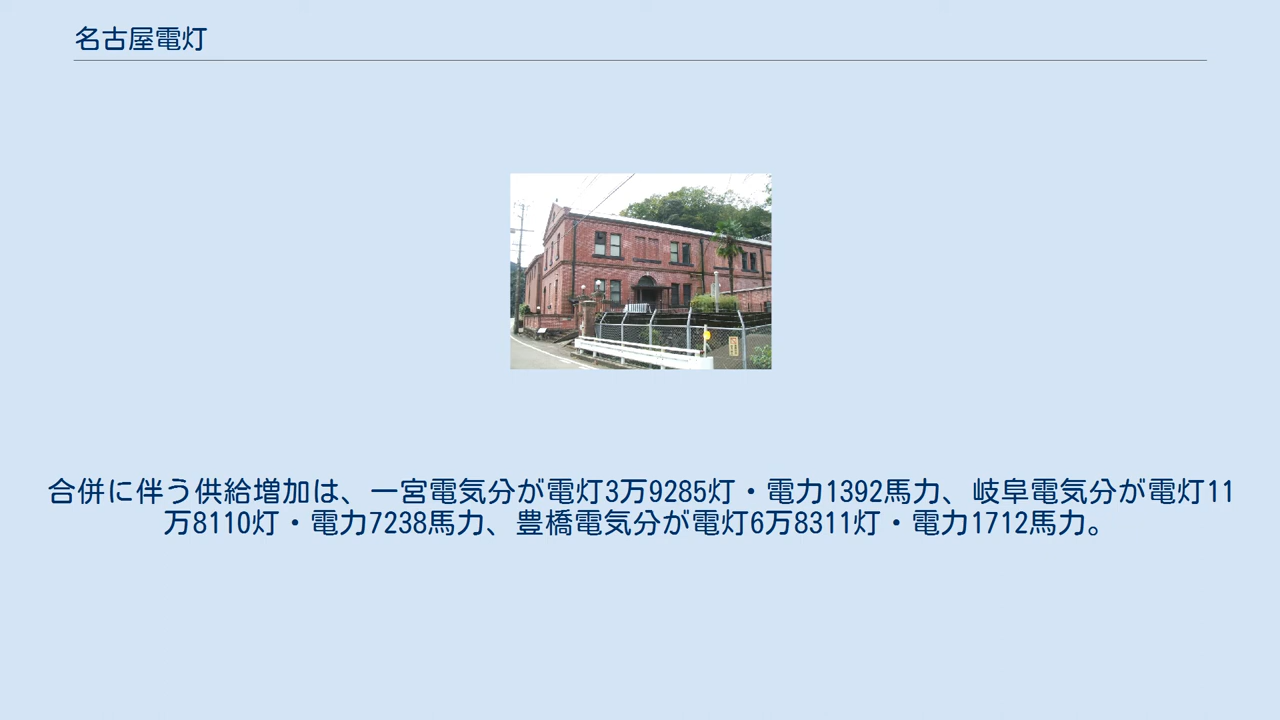 名古屋電灯
合併に伴う供給増加は、一宮電気分が電灯3万9285灯・電力1392馬力、岐阜電気分が電灯11
万8110灯・電力7238馬力、豊橋電気分が電灯6万8311灯・電力1712馬力。